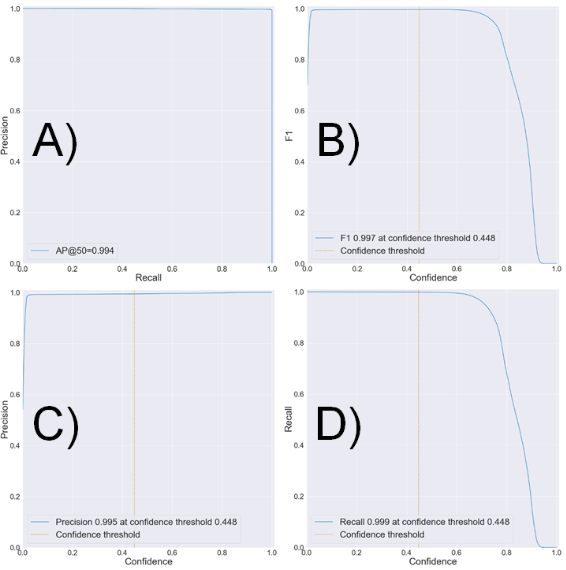 1.0
0.8
0.6
0.4
0.2
0.0
Precision
A)
AP@50=0.994
0.0 0.2 0.4 0.6 0.8 1.0
Recall
1.0
0.8
0.6
0.4
0.2
0.0
F1
B)
F1 0.997 at confidence threshold 0.448
Confidence threshold
0.0 0.2 0.4 0.6 0.8 1.0
Confidence
1.0
0.8
0.6
0.4
0.2
0.0
Precision
C)
Precision 0.995 at confidence threshold 0.448
Confidence threshold
0.0 0.2 0.4 0.6 0.8 1.0
Confidence
1.0
0.8
0.6
0.4
0.2
0.0
Recall
D)
Recall 0.999 at confidence threshold 0.448
Confidence threshold
0.0 0.2 0.4 0.6 0.8 1.0
Confidence